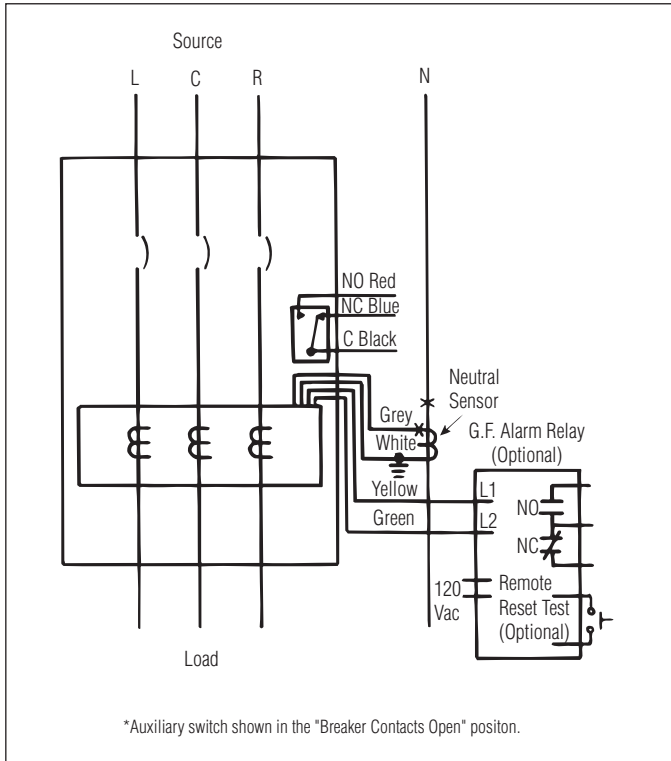 Source
L C R N
NO Red
NC Blue
C Black
Neutral
Sensor
Grey
White
G.F. Alarm Relay
(Optional)
Yellow
L1
NO
Green
L2
NC
120
Vac
Remote
Reset Test
(Optional)
Load
*Auxiliary switch shown in the "Breaker Contacts Open" positon.